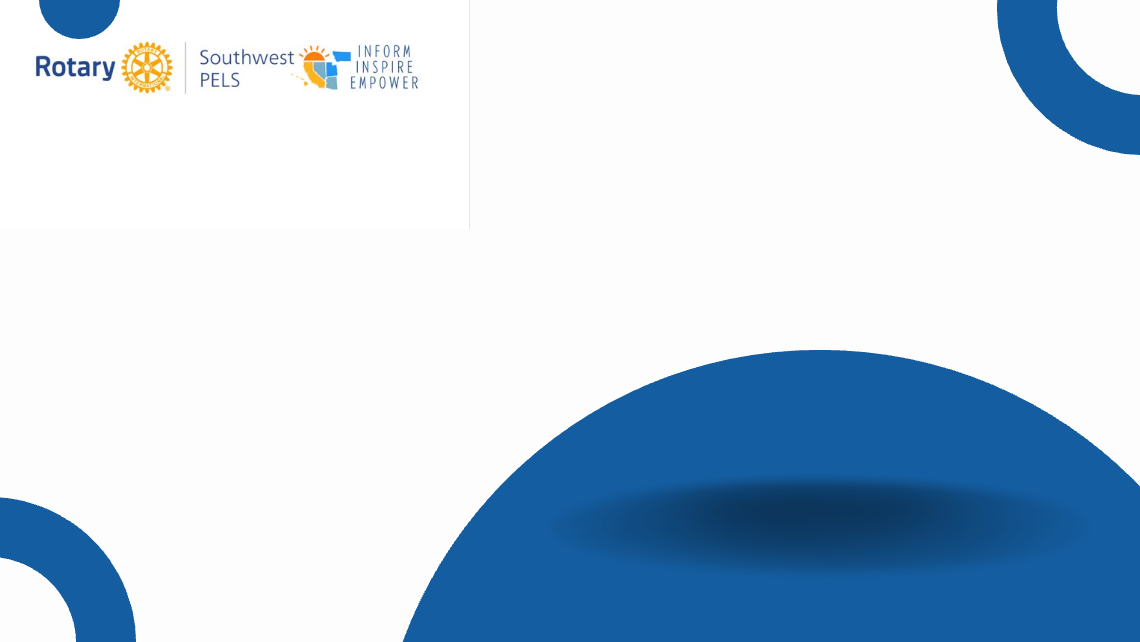 Rotary
Southwest
PELS
INFORM
INSPIRE
EMPOWER